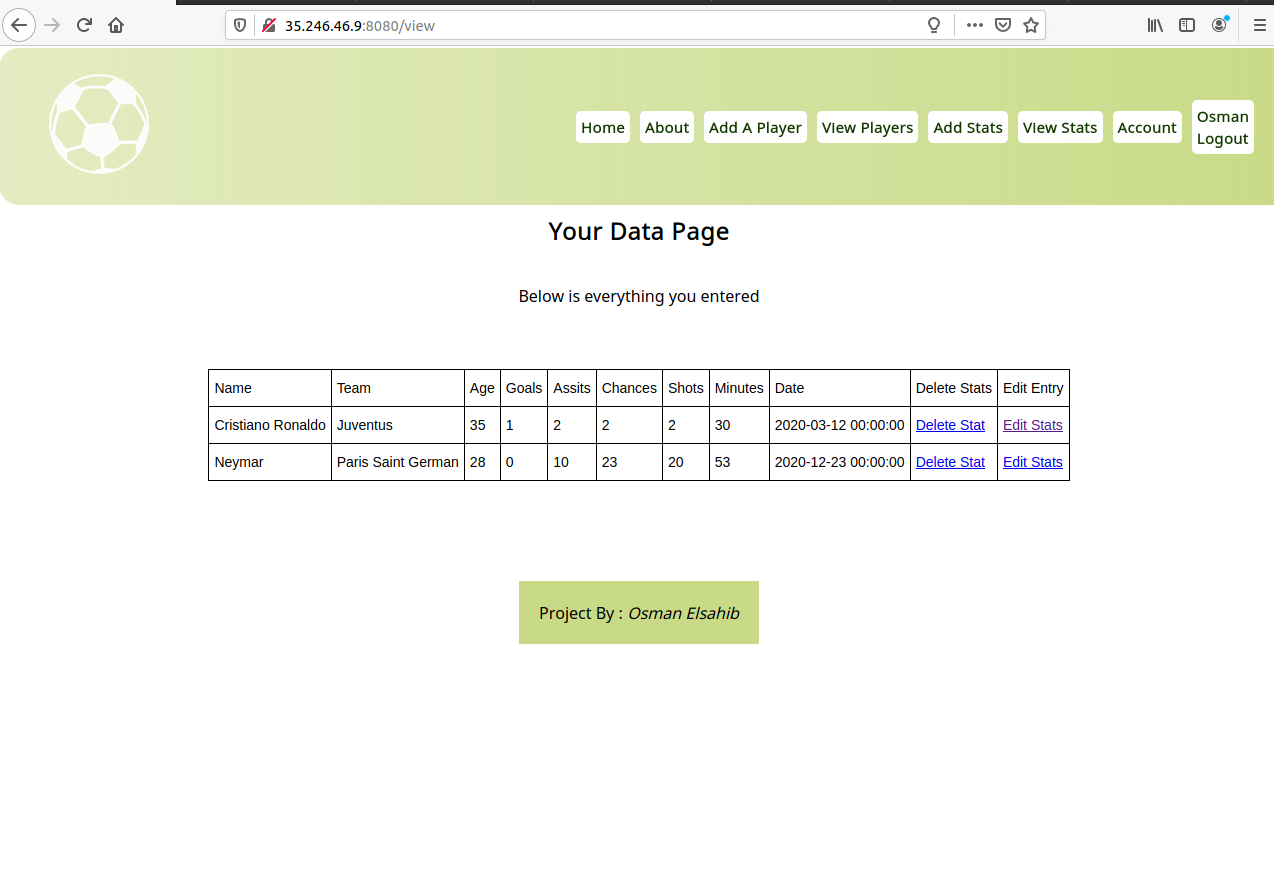 35.246.46.9:8080/view
Home About Add A Player View Players Add Stats View Stats Account Osman
Logout
Your Data Page
Below is everything you entered
Name Team Age Goals Assits Chances Shots Minutes Date Delete Stats Edit Entry
Cristiano Ronaldo Juventus 35 1 2 2 2 30 2020-03-12 00:00:00 Delete Stat Edit Stats
Neymar Paris Saint German 28 0 10 23 20 53 2020-12-23 00:00:00 Delete Stat Edit Stats
Project By : Osman Elsahib